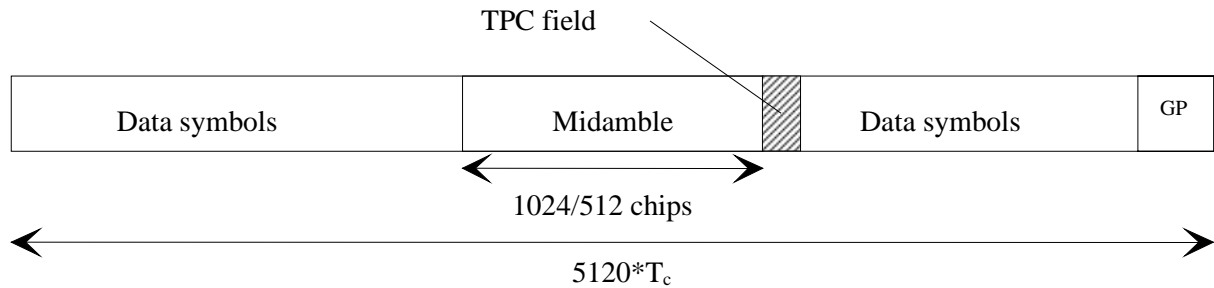 TPC field
Data symbols
Midamble
Data symbols
GP
1024/512 chips
5120*Tc